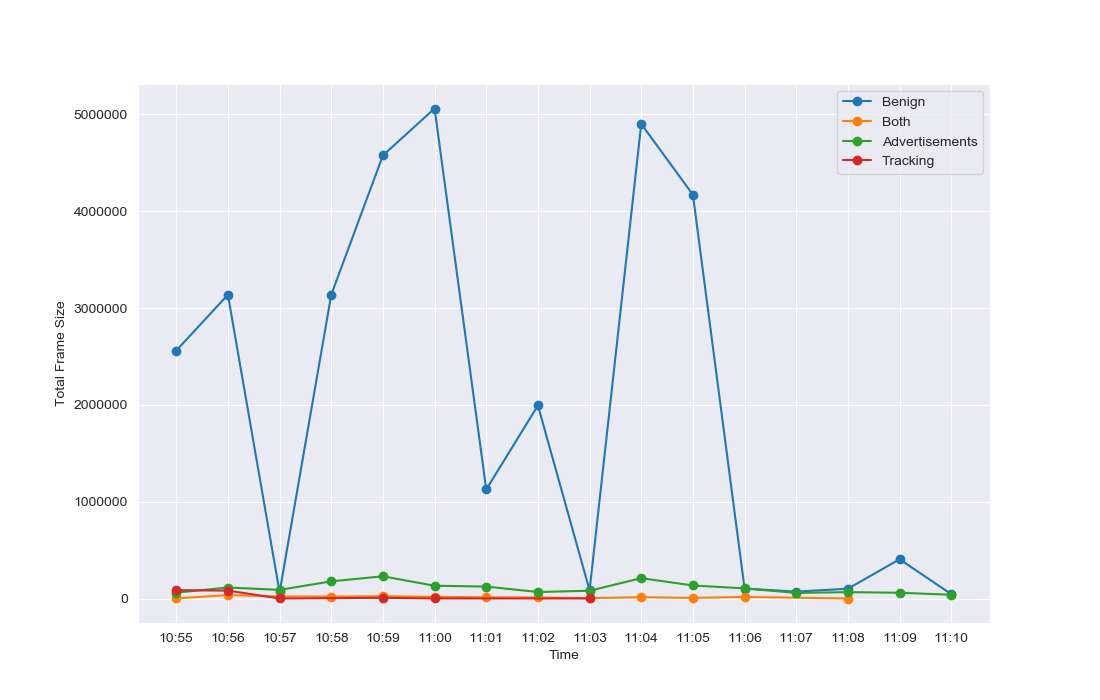 Benign
Both
Advertisements
Tracking
5000000
4000000
3000000
2000000
1000000
0
Total Frame Size
10:55 10:56 10:57 10:58 10:59 11:00 11:01 11:02 11:03 11:04 11:05 11:06 11:07 11:08 11:09 11:10
Time